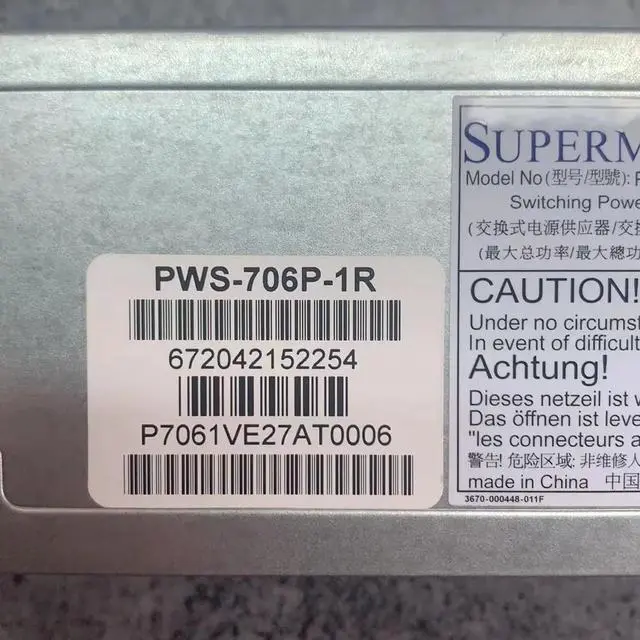 PWS-706P-1R
672042152254
P7061VE27AT0006
SUPERM
Model No(型号/型號):
Switching Powe
(交换式电源供应器/交
(最大总功率/最大總功
CAUTION!
Under no circumst
In event of difficult
Achtung!
Dieses netzeil ist w
Das öffnen ist leve
"les connecteurs a
警告! 危险区域: 非维修人
made in China 中国
3670-000448-011F